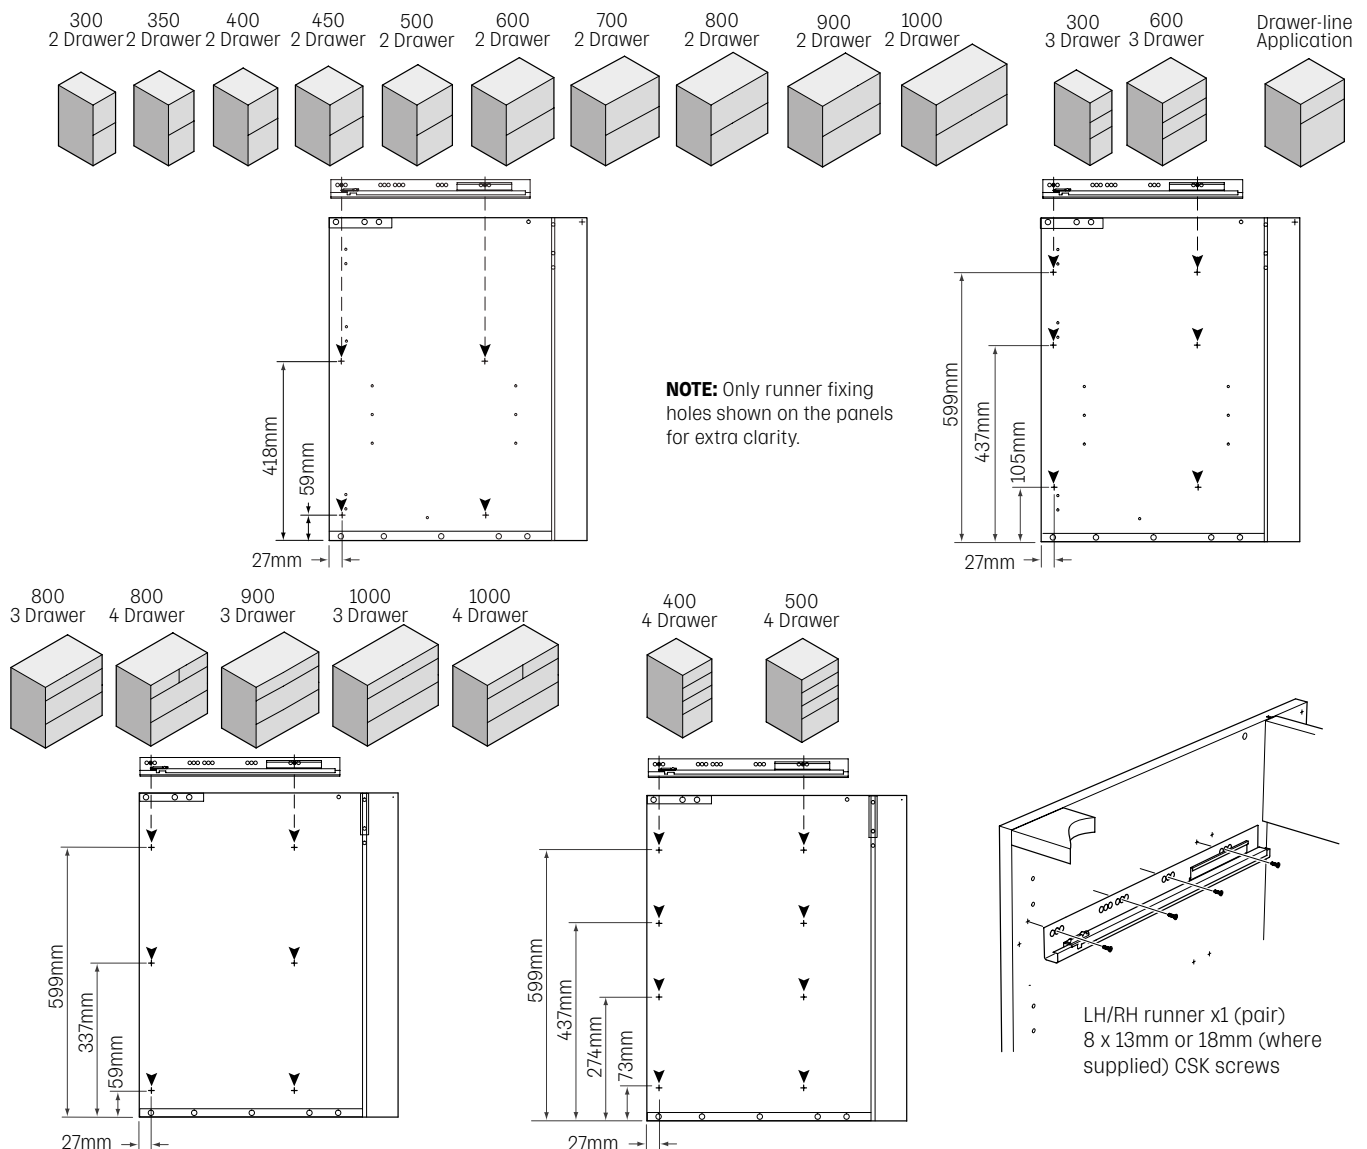 300
2 Drawer
350
2 Drawer
400
2 Drawer
450
2 Drawer
500
2 Drawer
600
2 Drawer
700
2 Drawer
800
2 Drawer
900
2 Drawer
1000
2 Drawer
300
3 Drawer
600
3 Drawer
Drawer-line
Application
418mm
59mm
27mm
NOTE: Only runner fixing
holes shown on the panels
for extra clarity.
599mm
437mm
105mm
27mm
800
3 Drawer
800
4 Drawer
900
3 Drawer
1000
3 Drawer
1000
4 Drawer
400
4 Drawer
500
4 Drawer
599mm
337mm
59mm
27mm
599mm
437mm
274mm
73mm
27mm
LH/RH runner x1 (pair)
8 x 13mm or 18mm (where
supplied) CSK screws